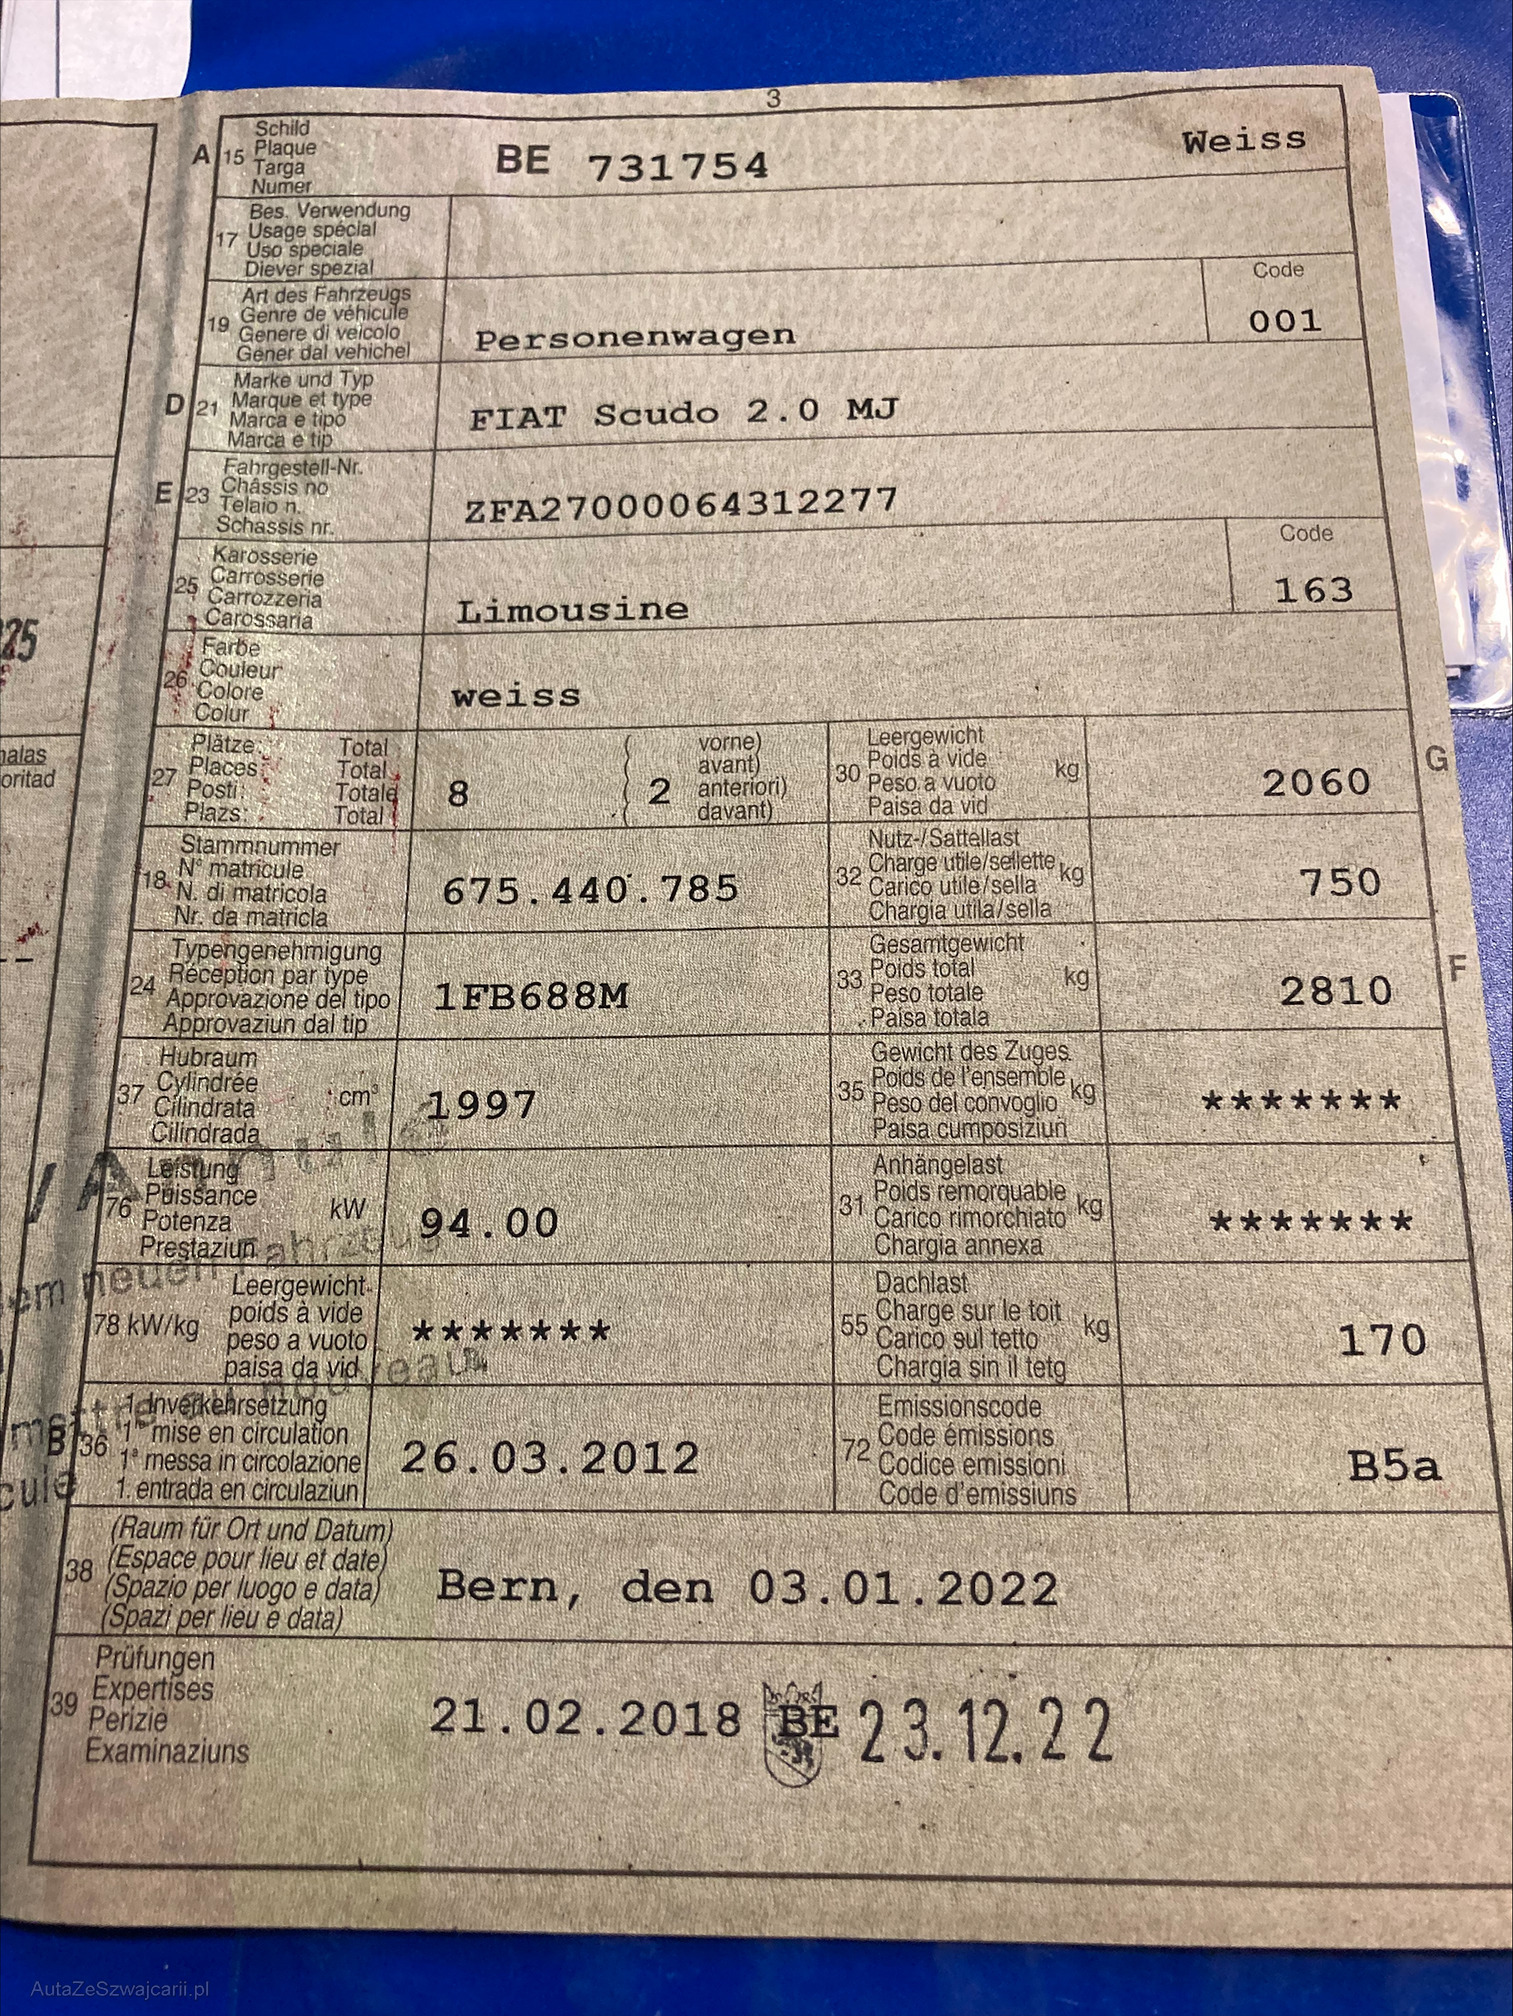 3
A 15 Schild
Plaque
Targa
Numer
BE 731754 Weiss
17 Bes. Verwendung
Usage spécial
Uso speciale
Diever spezial
19 Art des Fahrzeugs
Genre de véhicule
Genere di veicolo
Gener dal vehichel
Personenwagen
Code
001
D 21 Marke und Typ
Marque et type
Marca e tipo
Marca e tip
FIAT Scudo 2.0 MJ
E 23 Fahrgestell-Nr.
Châssis no
Telaio n.
Schassis nr.
ZFA27000064312277
25 Karosserie
Carrosserie
Carrozzeria
Carossaria
Limousine
Code
163
25
26 Farbe
Couleur
Colore
Colur
weiss
nalas
oritad
27 Plätze: Total
Places: Total
Posti: Totale
Plazs: Total
8 ( 2 vorne)
avant)
anteriori)
davant)
30 Leergewicht
Poids à vide
Peso a vuoto
Paisa da vid
kg
2060
G
18 Stammnummer
N° matricule
N. di matricola
Nr. da matricla
675.440.785
32 Nutz-/Sattellast
Charge utile/sellette
Carico utile/sella
Chargia utila/sella
kg
750
24 Typengenehmigung
Réception par type
Approvazione del tipo
Approvaziun dal tip
1FB688M
33 Gesamtgewicht
Poids total
Peso totale
Paisa totala
kg
2810
F
37 Hubraum
Cylindrée
Cilindrata
Cilindrada
cm³
1997
35 Gewicht des Zuges
Poids de l'ensemble
Peso del convoglio
Paisa cumposiziun
kg
*******
76 Leistung
Puissance
Potenza
Prestaziun
kW
94.00
31 Anhängelast
Poids remorquable
Carico rimorchiato
Chargia annexa
kg
*******
/Annulé
em neuen Fahrzeug
78 kW/kg Leergewicht
poids à vide
peso a vuoto
paisa da vid
*******
55 Dachlast
Charge sur le toit
Carico sul tetto
Chargia sin il tetg
kg
170
mettre au nouveau
cule
B 36 1. Inverkehrsetzung
1re mise en circulation
1a messa in circolazione
1. entrada en circulaziun
26.03.2012
72 Emissionscode
Code émissions
Codice emissioni
Code d'emissiuns
B5a
38 (Raum für Ort und Datum)
(Espace pour lieu et date)
(Spazio per luogo e data)
(Spazi per lieu e data)
Bern, den 03.01.2022
39 Prüfungen
Expertises
Perizie
Examinaziuns
21.02.2018 BE 23.12.22
AutaZeSzwajcarii.pl